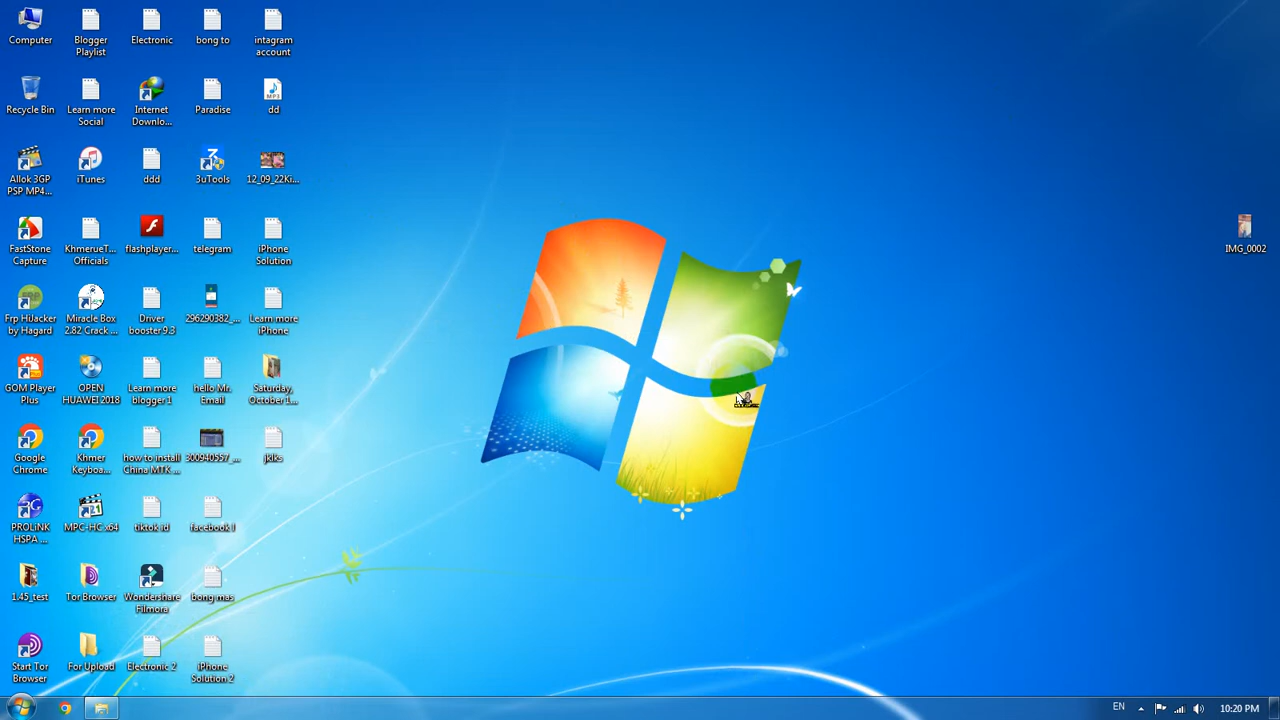 Computer
Blogger
Playlist
Electronic
bong to
intagram
account
Recycle Bin
Learn more
Social
Internet
Downlo...
Paradise
MP3
dd
Allok 3GP
PSP MP4...
iTunes
ddd
3uTools
12_09_22Ki...
FastStone
Capture
KhmerueT...
Officials
flashplayer...
telegram
iPhone
Solution
Frp HiJacker
by Hagard
Miracle Box
2.82 Crack ...
Driver
booster 9.3
296290382_...
Learn more
iPhone
GOM Player
Plus
OPEN
HUAWEI 2018
Learn more
blogger 1
hello Mr.
Email
Saturday,
October 1...
Google
Chrome
Khmer
Keyboa...
how to install
China MTK ...
300940557_...
jklks
PROLiNK
HSPA ...
MPC-HC x64
tiktok id
facebook l
1.45_test
Tor Browser
Wondershare
Filmora
bong mas
Start Tor
Browser
For Upload
Electronic 2
iPhone
Solution 2
IMG_0002
EN
10:20 PM